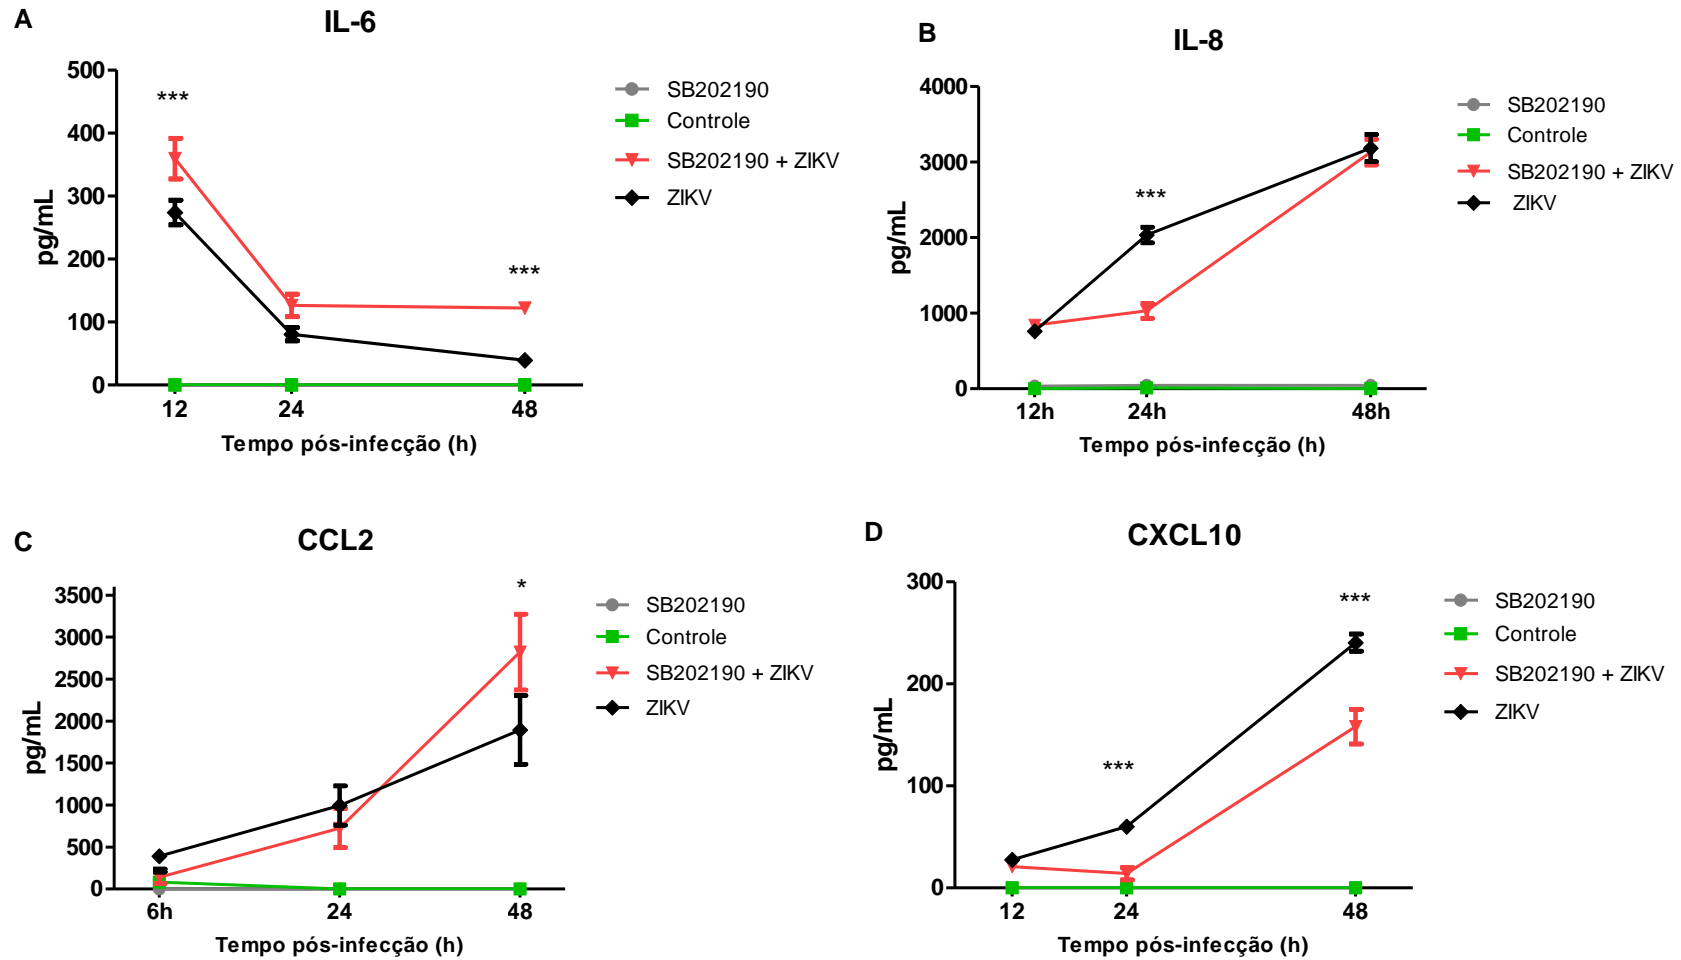 A
IL-6
500
400
300
200
100
0
pg/mL
***
***
12
24
48
Tempo pós-infecção (h)
SB202190
Controle
SB202190 + ZIKV
ZIKV
B
IL-8
4000
3000
2000
1000
0
pg/mL
***
12h
24h
48h
Tempo pós-infecção (h)
SB202190
Controle
SB202190 + ZIKV
ZIKV
C
CCL2
3500
3000
2500
2000
1500
1000
500
0
pg/mL
*
6h
24
48
Tempo pós-infecção (h)
SB202190
Controle
SB202190 + ZIKV
ZIKV
D
CXCL10
300
200
100
0
pg/mL
***
***
12
24
48
Tempo pós-infecção (h)
SB202190
Controle
SB202190 + ZIKV
ZIKV